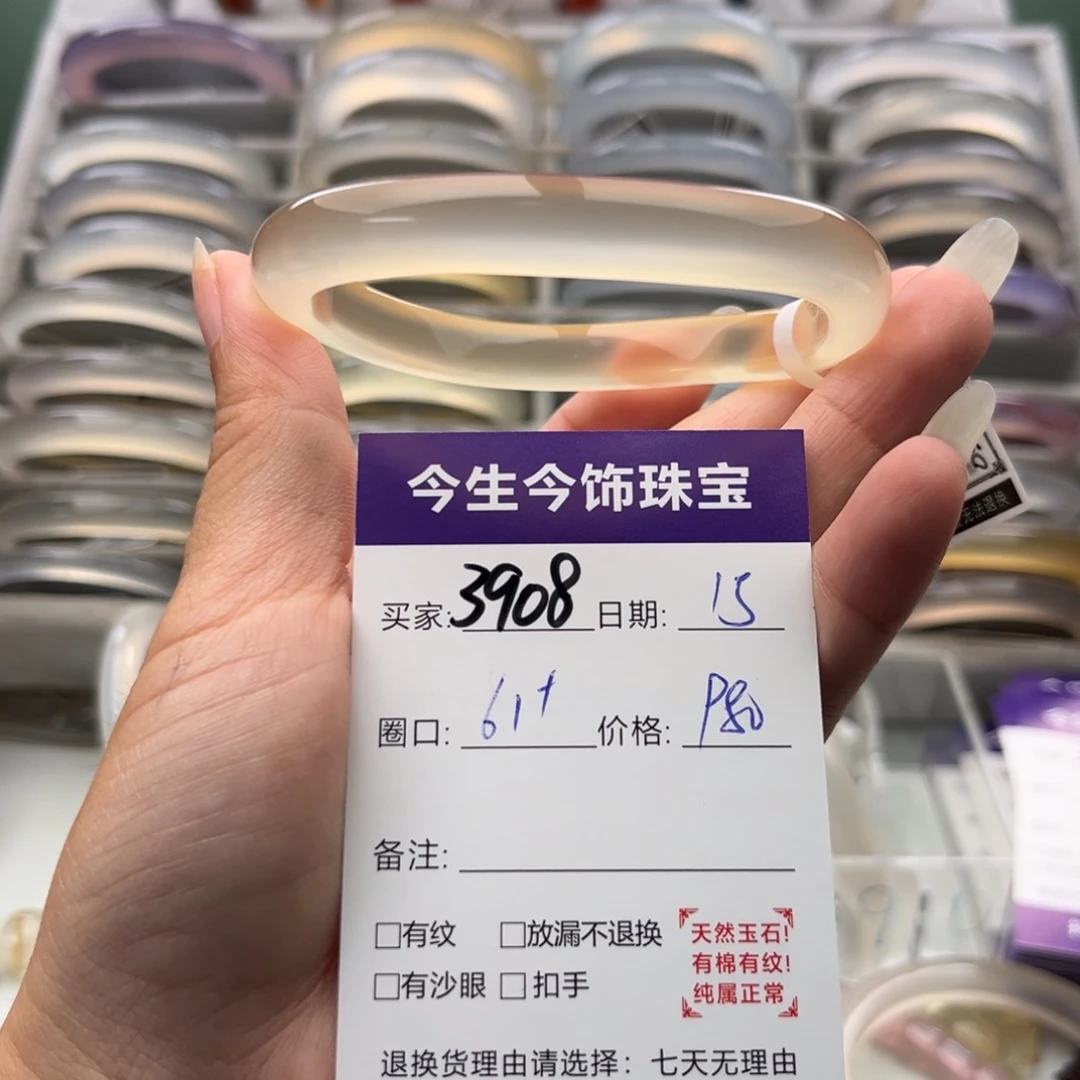 今生今饰珠宝
买家:3908 日期: 15
圈口: 61+ 价格: P80
备注:
□有纹 □放漏不退换
□有沙眼 □扣手
天然玉石!
有棉有纹!
纯属正常
退换货理由请选择：七天无理由